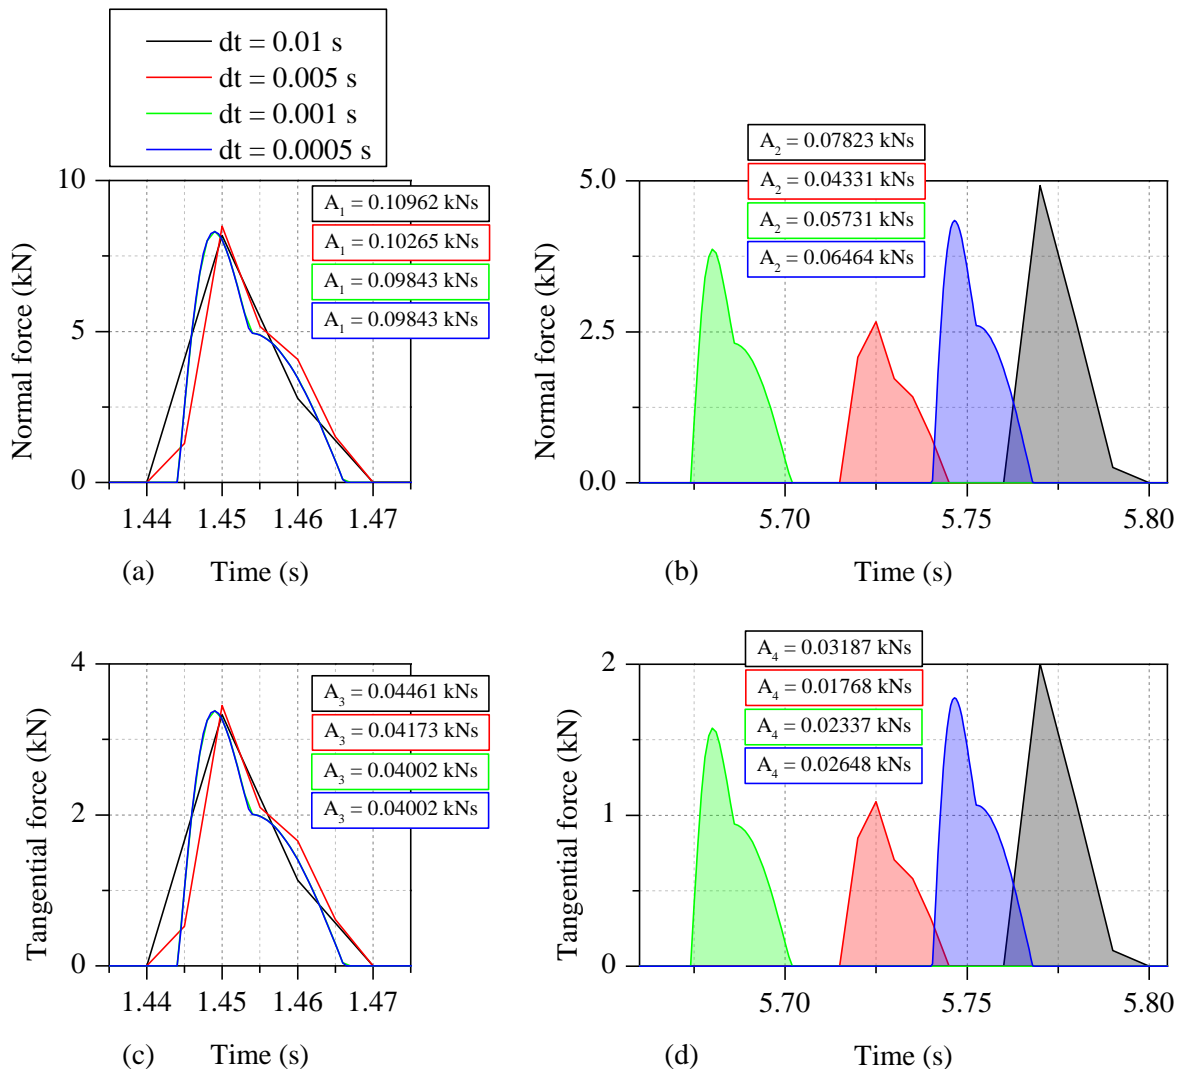 dt = 0.01 s
dt = 0.005 s
dt = 0.001 s
dt = 0.0005 s
10
5
0
Normal force (kN)
A1 = 0.10962 kNs
A1 = 0.10265 kNs
A1 = 0.09843 kNs
A1 = 0.09843 kNs
1.44 1.45 1.46 1.47
(a) Time (s)
5.0
2.5
0.0
Normal force (kN)
A2 = 0.07823 kNs
A2 = 0.04331 kNs
A2 = 0.05731 kNs
A2 = 0.06464 kNs
5.70 5.75 5.80
(b) Time (s)
4
2
0
Tangential force (kN)
A3 = 0.04461 kNs
A3 = 0.04173 kNs
A3 = 0.04002 kNs
A3 = 0.04002 kNs
1.44 1.45 1.46 1.47
(c) Time (s)
2
1
0
Tangential force (kN)
A4 = 0.03187 kNs
A4 = 0.01768 kNs
A4 = 0.02337 kNs
A4 = 0.02648 kNs
5.70 5.75 5.80
(d) Time (s)